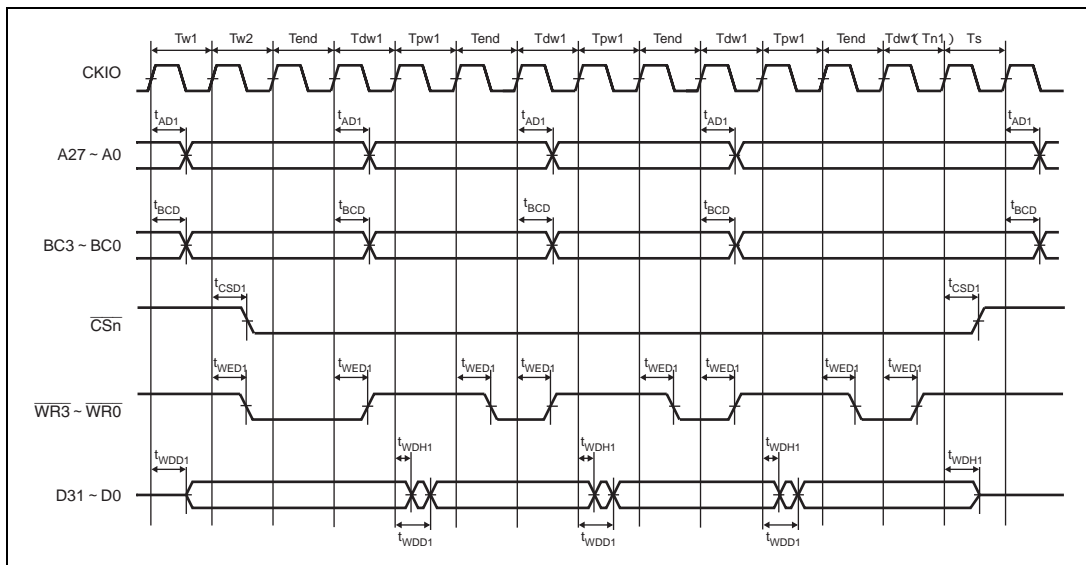 Tw1 Tw2 Tend Tdw1 Tpw1 Tend Tdw1 Tpw1 Tend Tdw1 Tpw1 Tend Tdw1(Tn1,) Ts
CKIO
tAD1 tAD1 tAD1 tAD1 tAD1
A27 ~ A0
tBCD tBCD tBCD tBCD tBCD
BC3 ~ BC0
tCSD1 tCSD1
CSn
tWED1 tWED1 tWED1 tWED1 tWED1 tWED1 tWED1 tWED1
WR3 ~ WR0
tWDD1 tWDH1 tWDH1 tWDH1 tWDH1
D31 ~ D0
tWDD1 tWDD1 tWDD1